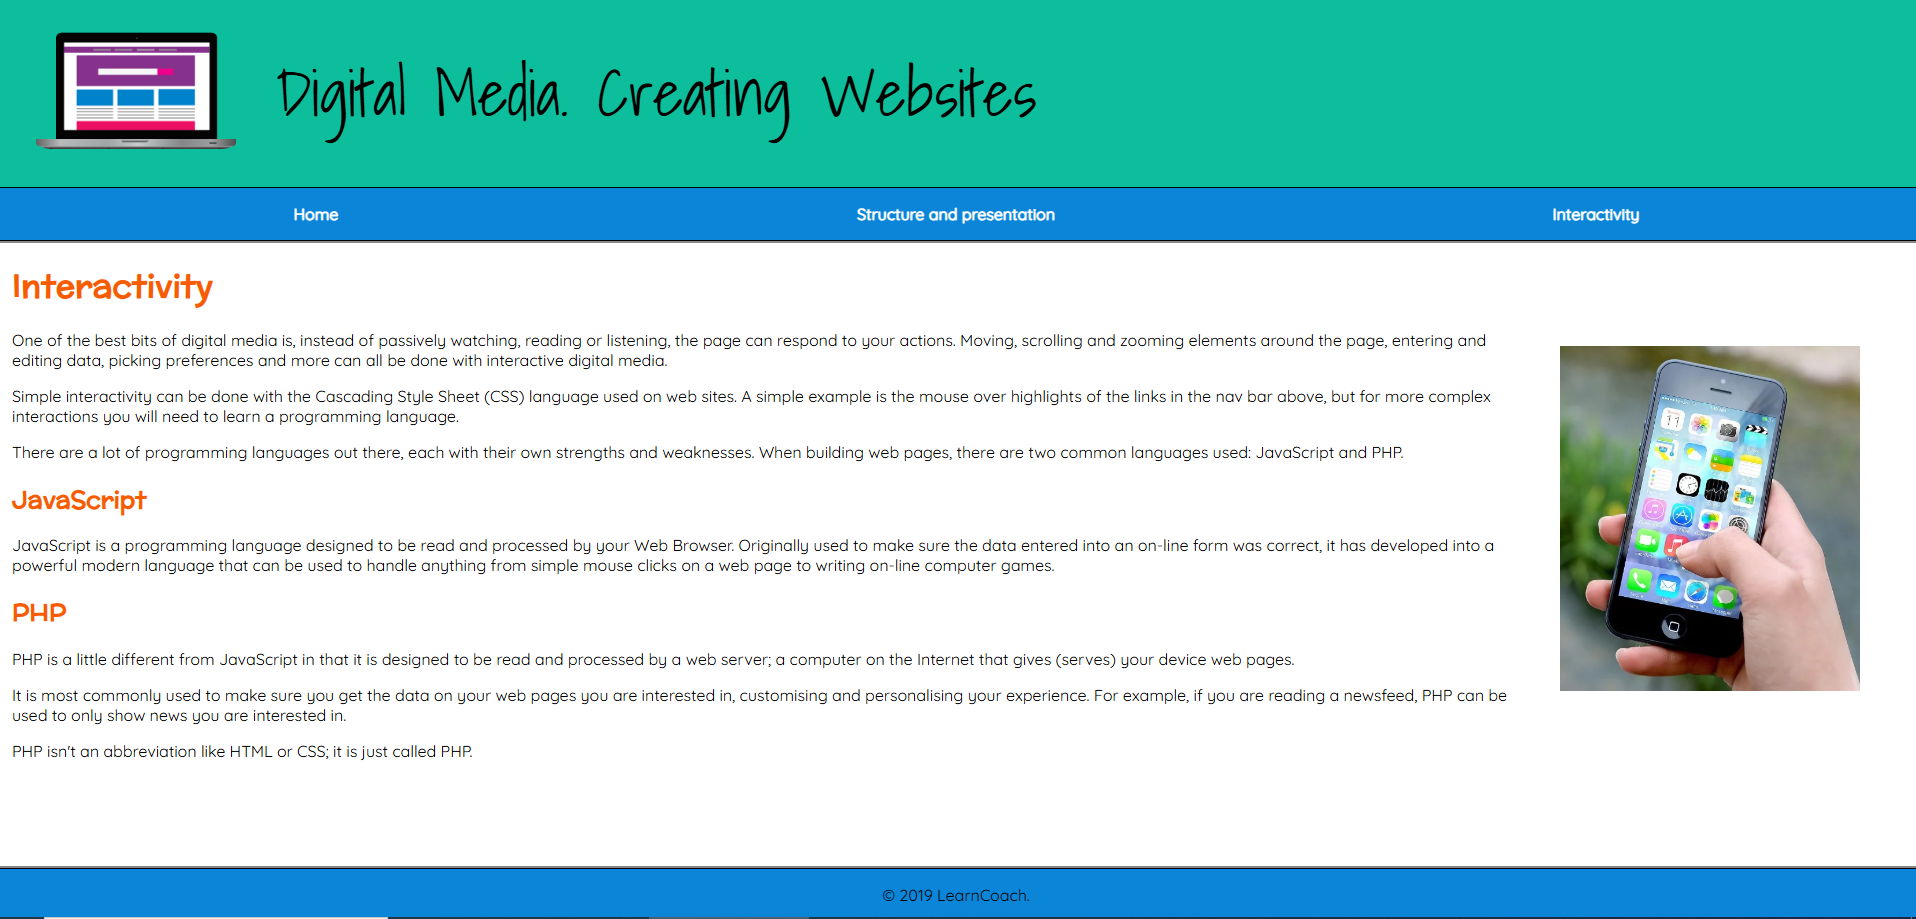 Digital Media. Creating Websites
Home
Structure and presentation
Interactivity
Interactivity
One of the best bits of digital media is, instead of passively watching, reading or listening, the page can respond to your actions. Moving, scrolling and zooming elements around the page, entering and
editing data, picking preferences and more can all be done with interactive digital media.
Simple interactivity can be done with the Cascading Style Sheet (CSS) language used on web sites. A simple example is the mouse over highlights of the links in the nav bar above, but for more complex
interactions you will need to learn a programming language.
There are a lot of programming languages out there, each with their own strengths and weaknesses. When building web pages, there are two common languages used: JavaScript and PHP.
JavaScript
JavaScript is a programming language designed to be read and processed by your Web Browser. Originally used to make sure the data entered into an on-line form was correct, it has developed into a
powerful modern language that can be used to handle anything from simple mouse clicks on a web page to writing on-line computer games.
PHP
PHP is a little different from JavaScript in that it is designed to be read and processed by a web server; a computer on the Internet that gives (serves) your device web pages.
It is most commonly used to make sure you get the data on your web pages you are interested in, customising and personalising your experience. For example, if you are reading a newsfeed, PHP can be
used to only show news you are interested in.
PHP isn't an abbreviation like HTML or CSS; it is just called PHP.
11
© 2019 LearnCoach.